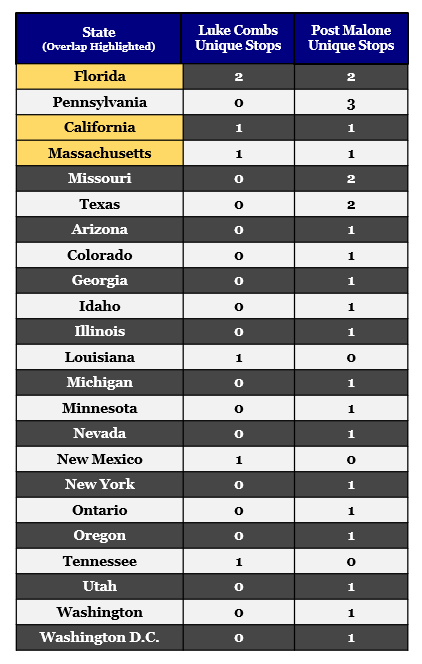 State Luke Combs Post Malone
(Overlap Highlighted) Unique Stops Unique Stops
Florida 2 2
Pennsylvania 0 3
California 1 1
Massachusetts 1 1
Missouri 0 2
Texas 0 2
Arizona 0 1
Colorado 0 1
Georgia 0 1
Idaho 0 1
Illinois 0 1
Louisiana 1 0
Michigan 0 1
Minnesota 0 1
Nevada 0 1
New Mexico 1 0
New York 0 1
Ontario 0 1
Oregon 0 1
Tennessee 1 0
Utah 0 1
Washington 0 1
Washington D.C. 0 1